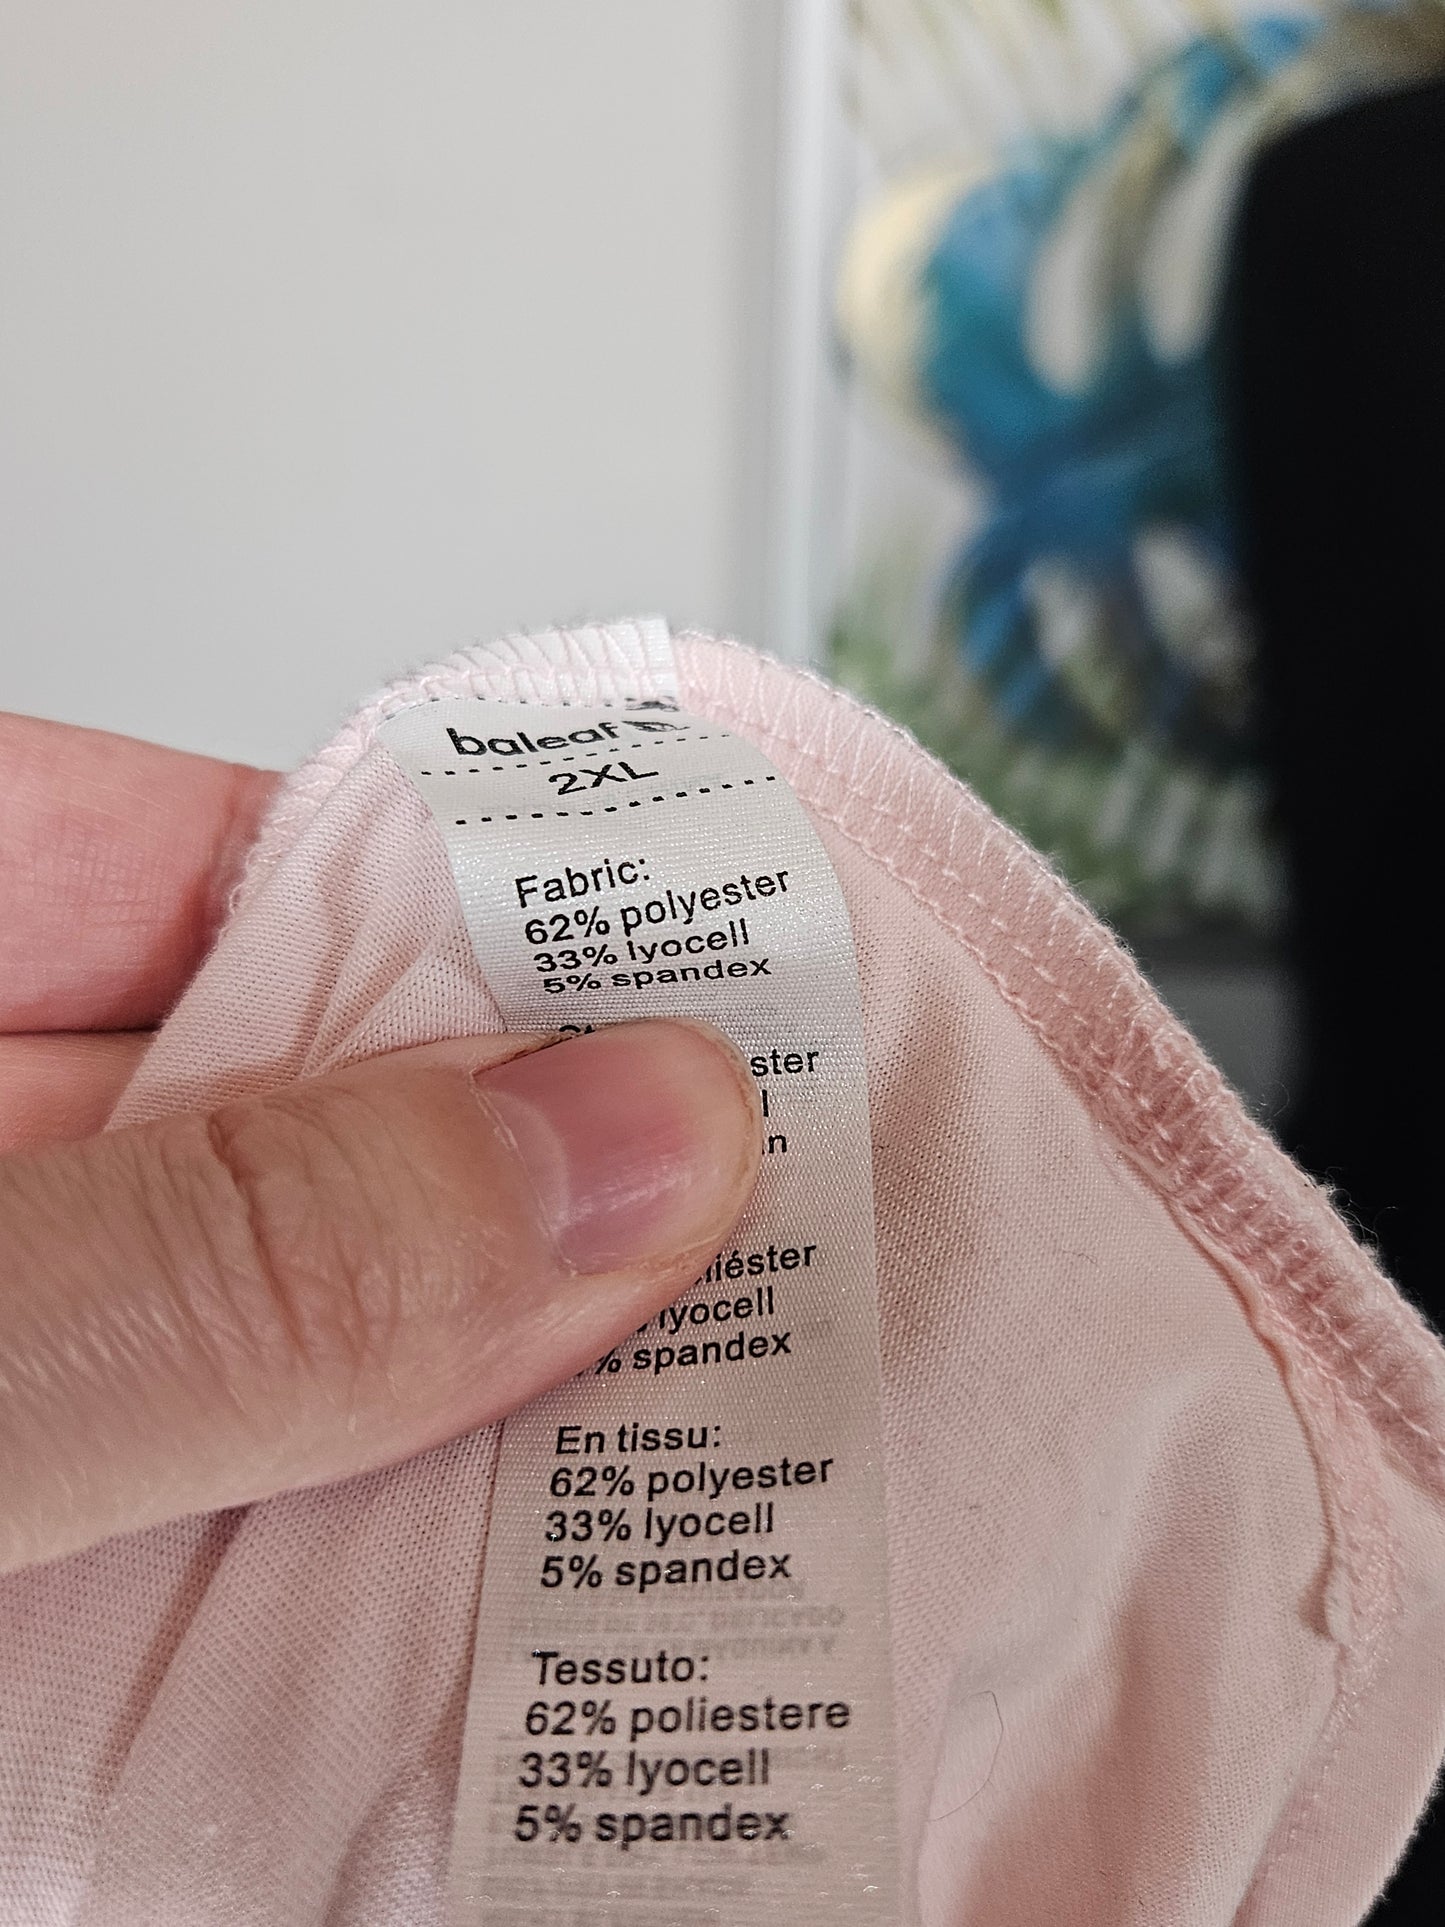 baleaf
2XL
Fabric:
62% polyester
33% lyocell
5% spandex
lyocell
% spandex
En tissu:
62% polyester
33% lyocell
5% spandex
Tessuto:
62% poliestere
33% lyocell
5% spandex